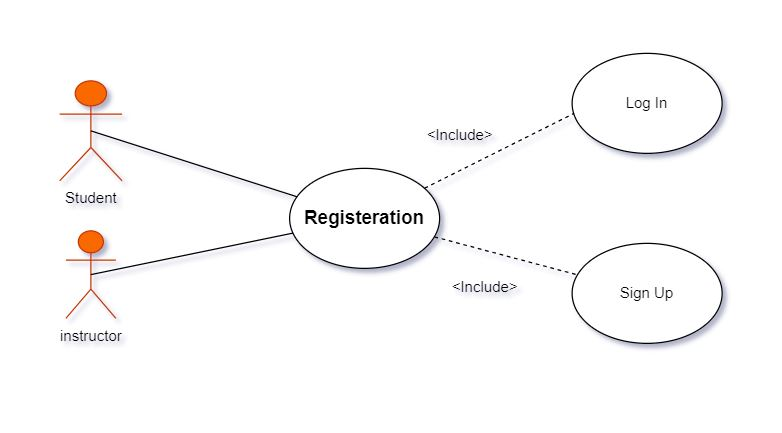 Log In
<Include>
Student
Registeration
<Include>
Sign Up
instructor